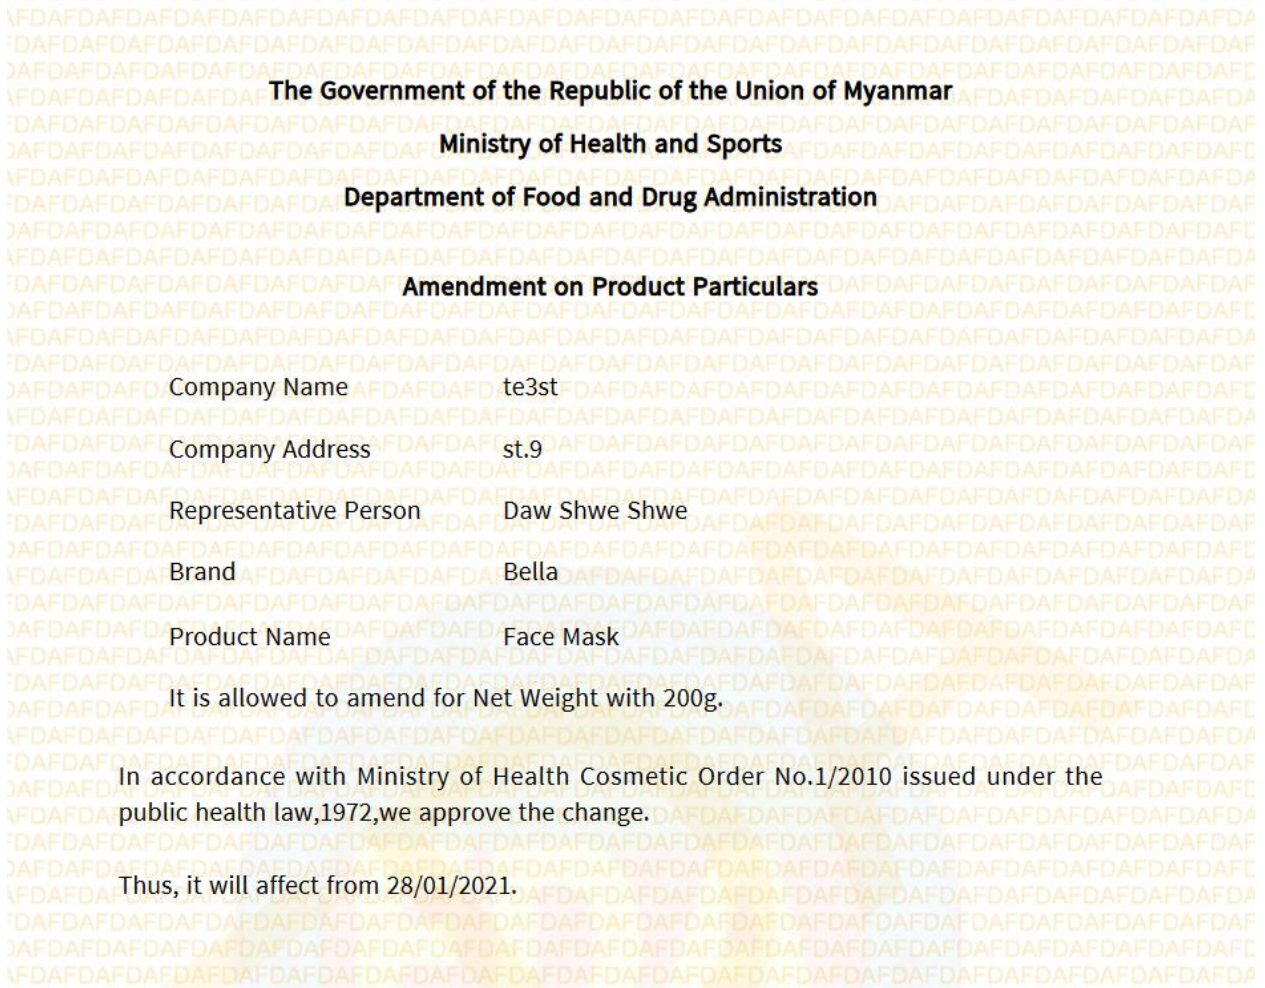 The Government of the Republic of the Union of Myanmar
Ministry of Health and Sports
Department of Food and Drug Administration
Amendment on Product Particulars
Company Name te3st
Company Address st.9
Representative Person Daw Shwe Shwe
Brand Bella
Product Name Face Mask
It is allowed to amend for Net Weight with 200g.
In accordance with Ministry of Health Cosmetic Order No.1/2010 issued under the
public health law,1972,we approve the change.
Thus, it will affect from 28/01/2021.